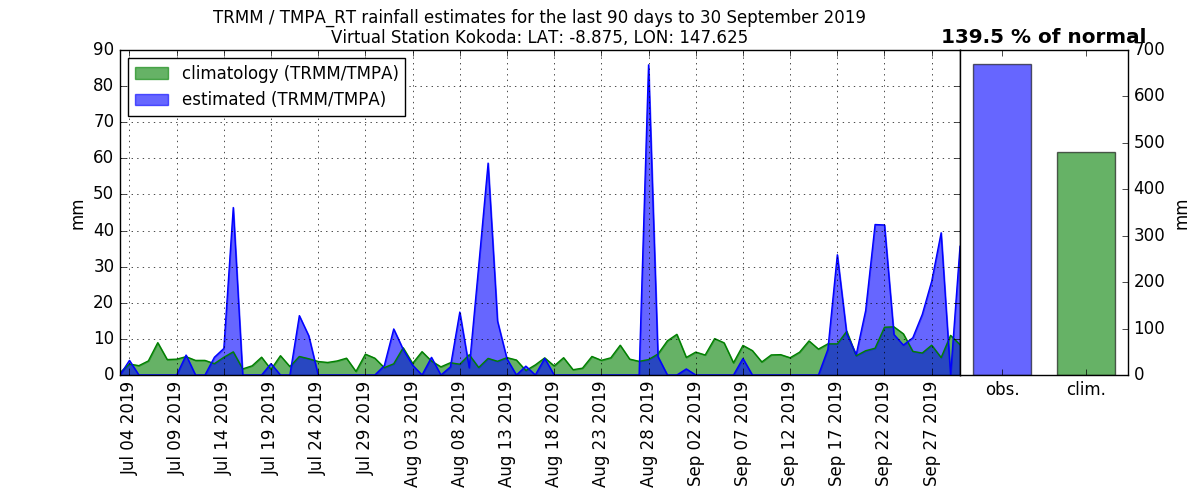 TRMM / TMPA_RT rainfall estimates for the last 90 days to 30 September 2019
Virtual Station Kokoda: LAT: -8.875, LON: 147.625
139.5 % of normal
climatology (TRMM/TMPA)
estimated (TRMM/TMPA)
90
80
70
60
50
40
30
20
10
0
mm
Jul 04 2019
Jul 09 2019
Jul 14 2019
Jul 19 2019
Jul 24 2019
Jul 29 2019
Aug 03 2019
Aug 08 2019
Aug 13 2019
Aug 18 2019
Aug 23 2019
Aug 28 2019
Sep 02 2019
Sep 07 2019
Sep 12 2019
Sep 17 2019
Sep 22 2019
Sep 27 2019
obs.
clim.
700
600
500
400
300
200
100
0
mm